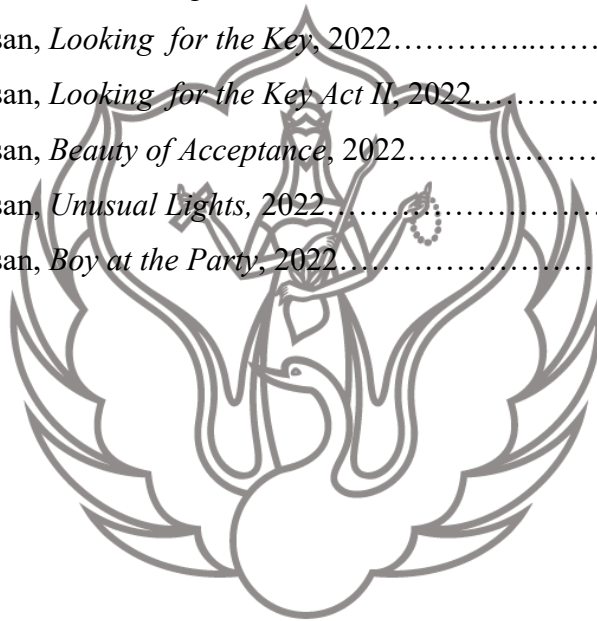 san, Looking for the Key, 2022…………..……
san, Looking for the Key Act II, 2022…………
san, Beauty of Acceptance, 2022………………
san, Unusual Lights, 2022………………………
san, Boy at the Party, 2022……………………